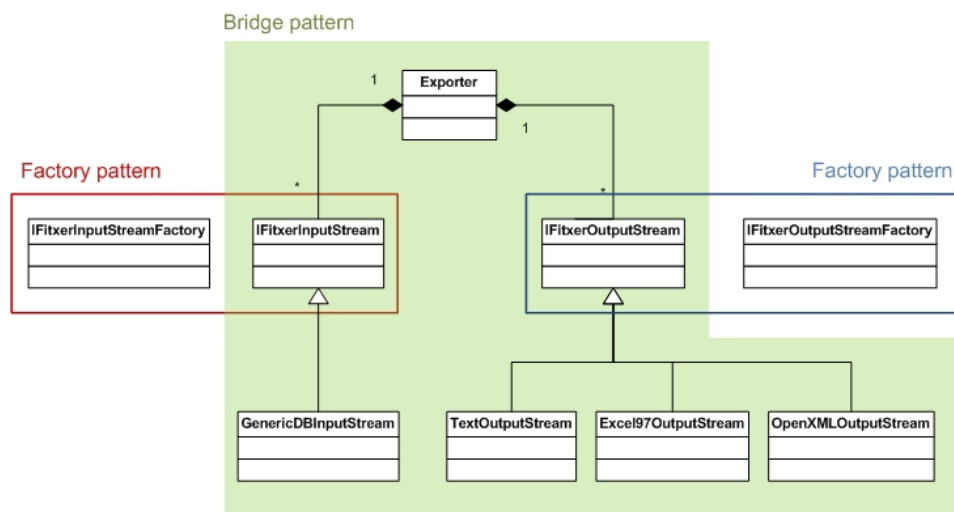 Bridge pattern
Exporter
1
1
Factory pattern
Factory pattern
*
*
IFitxerInputStreamFactory
IFitxerInputStream
IFitxerOutputStream
IFitxerOutputStreamFactory
GenericDBInputStream
TextOutputStream
Excel97OutputStream
OpenXMLOutputStream